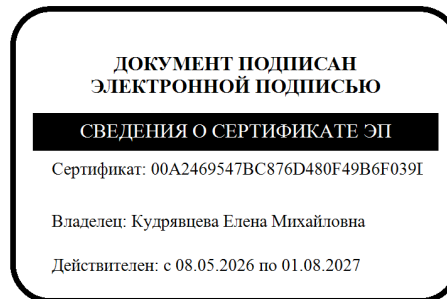 ДОКУМЕНТ ПОДПИСАН
ЭЛЕКТРОННОЙ ПОДПИСЬЮ
СВЕДЕНИЯ О СЕРТИФИКАТЕ ЭП
Сертификат: 00A2469547BC876D480F49B6F039
Владелец: Кудрявцева Елена Михайловна
Действителен: с 08.05.2026 по 01.08.2027